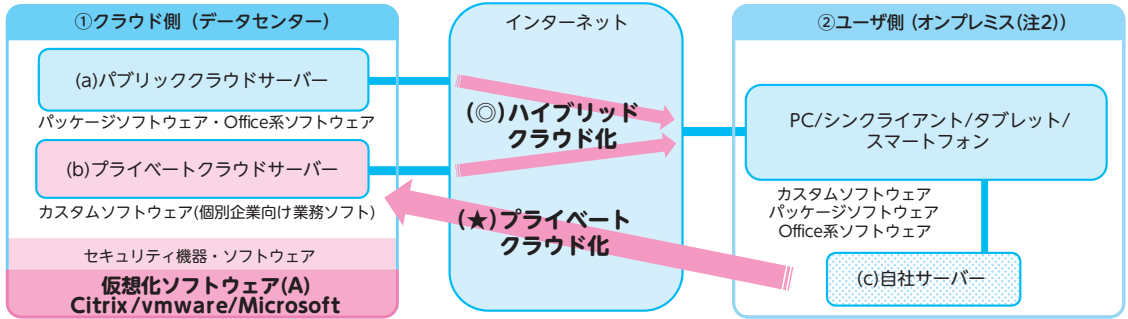 ①クラウド側（データセンター）
(a)パブリッククラウドサーバー
パッケージソフトウェア・Office系ソフトウェア
(b)プライベートクラウドサーバー
カスタムソフトウェア(個別企業向け業務ソフト)
セキュリティ機器・ソフトウェア
仮想化ソフトウェア(A)
Citrix/vmware/Microsoft
インターネット
(◎)ハイブリッド
クラウド化
(★)プライベート
クラウド化
②ユーザ側 (オンプレミス(注2))
PC/シンクライアント/タブレット/
スマートフォン
カスタムソフトウェア
パッケージソフトウェア
Office系ソフトウェア
(c)自社サーバー